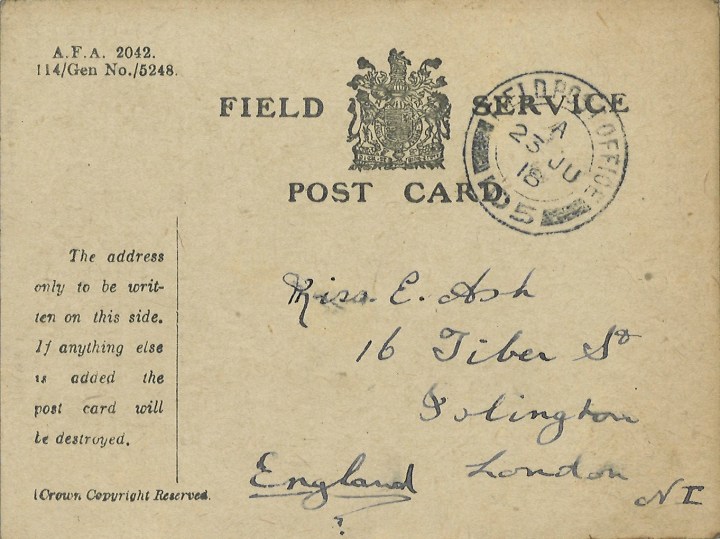 A.F.A. 2042.
114/Gen No./5248.
FIELD SERVICE
POST CARD.
FIELD POST OFFICE
A
23 JU
18
The address
only to be writ-
ten on this side.
If anything else
is added the
post card will
be destroyed.
(Crown Copyright Reserved.
Miss. E. Ash
16 Tiber St
Islington
London
England
N I
?